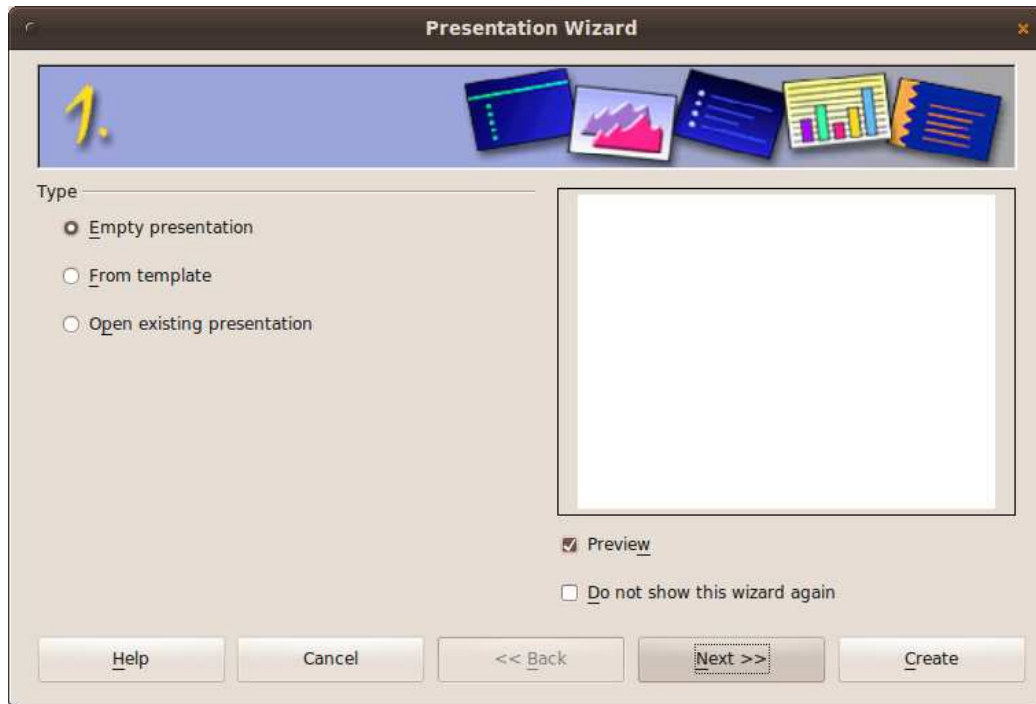 Presentation Wizard
1.
Type
Empty presentation
From template
Open existing presentation
Preview
Do not show this wizard again
Help
Cancel
<< Back
Next >>
Create